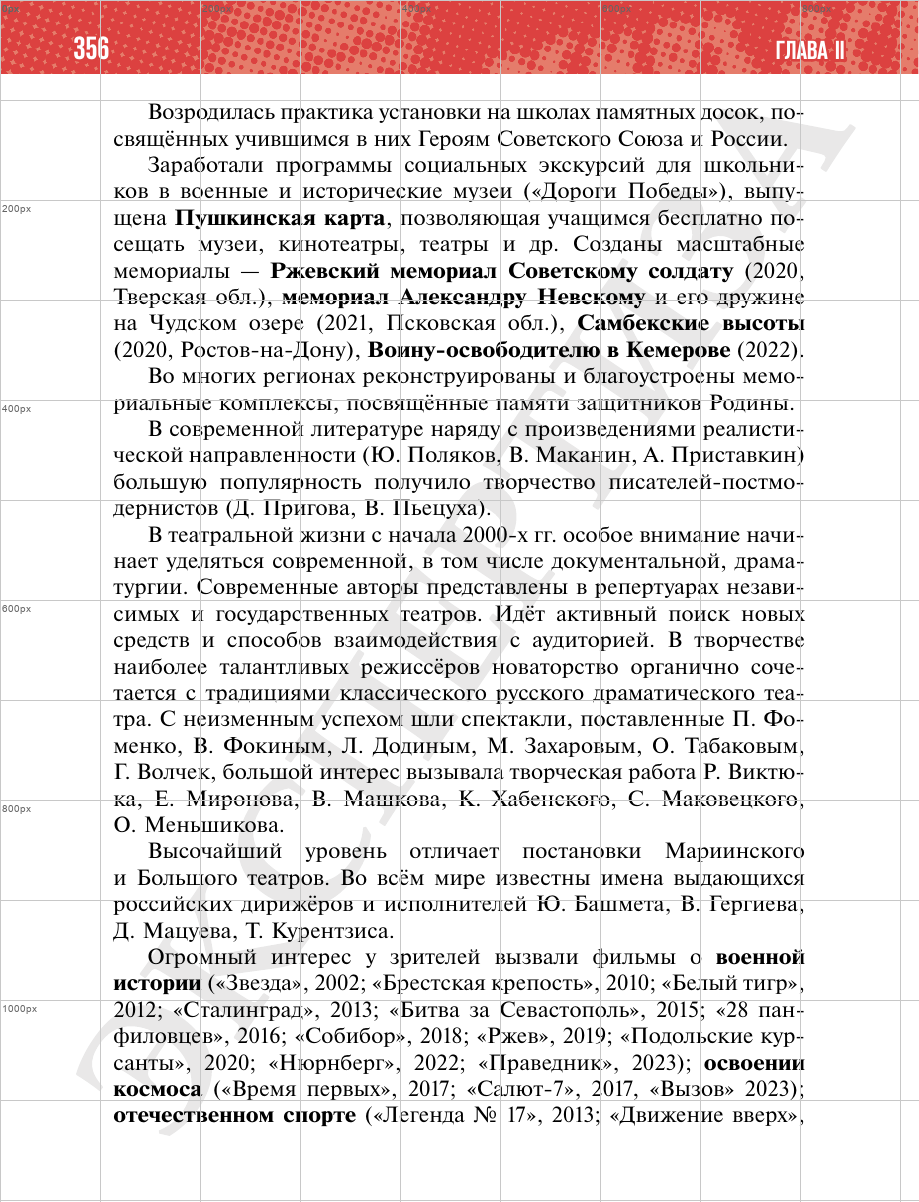 356
ГЛАВА II
Возродилась практика установки на школах памятных досок, по-
свящённых учившимся в них Героям Советского Союза и России.
Заработали программы социальных экскурсий для школьни-
ков в военные и исторические музеи («Дороги Победы»), выпу-
щена Пушкинская карта, позволяющая учащимся бесплатно по-
сещать музеи, кинотеатры, театры и др. Созданы масштабные
мемориалы — Ржевский мемориал Советскому солдату (2020,
Тверская обл.), мемориал Александру Невскому и его дружине
на Чудском озере (2021, Псковская обл.), Самбекские высоты
(2020, Ростов-на-Дону), Воину-освободителю в Кемерове (2022).
Во многих регионах реконструированы и благоустроены мемо-
риальные комплексы, посвящённые памяти защитников Родины.
В современной литературе наряду с произведениями реалисти-
ческой направленности (Ю. Поляков, В. Маканин, А. Приставкин)
большую популярность получило творчество писателей-постмо-
дернистов (Д. Пригова, В. Пьецуха).
В театральной жизни с начала 2000-х гг. особое внимание начи-
нает уделяться современной, в том числе документальной, драма-
тургии. Современные авторы представлены в репертуарах незави-
симых и государственных театров. Идёт активный поиск новых
средств и способов взаимодействия с аудиторией. В творчестве
наиболее талантливых режиссёров новаторство органично соче-
тается с традициями классического русского драматического теа-
тра. С неизменным успехом шли спектакли, поставленные П. Фо-
менко, В. Фокиным, Л. Додиным, М. Захаровым, О. Табаковым,
Г. Волчек, большой интерес вызывала творческая работа Р. Виктю-
ка, Е. Миронова, В. Машкова, К. Хабенского, С. Маковецкого,
О. Меньшикова.
Высочайший уровень отличает постановки Мариинского
и Большого театров. Во всём мире известны имена выдающихся
российских дирижёров и исполнителей Ю. Башмета, В. Гергиева,
Д. Мацуева, Т. Курентзиса.
Огромный интерес у зрителей вызвали фильмы о военной
истории («Звезда», 2002; «Брестская крепость», 2010; «Белый тигр»,
2012; «Сталинград», 2013; «Битва за Севастополь», 2015; «28 пан-
филовцев», 2016; «Собибор», 2018; «Ржев», 2019; «Подольские кур-
санты», 2020; «Нюрнберг», 2022; «Праведник», 2023); освоении
космоса («Время первых», 2017; «Салют-7», 2017, «Вызов» 2023);
отечественном спорте («Легенда № 17», 2013; «Движение вверх»,
ЭКСПЕРТИЗА
200px
400px
600px
800px
1000px